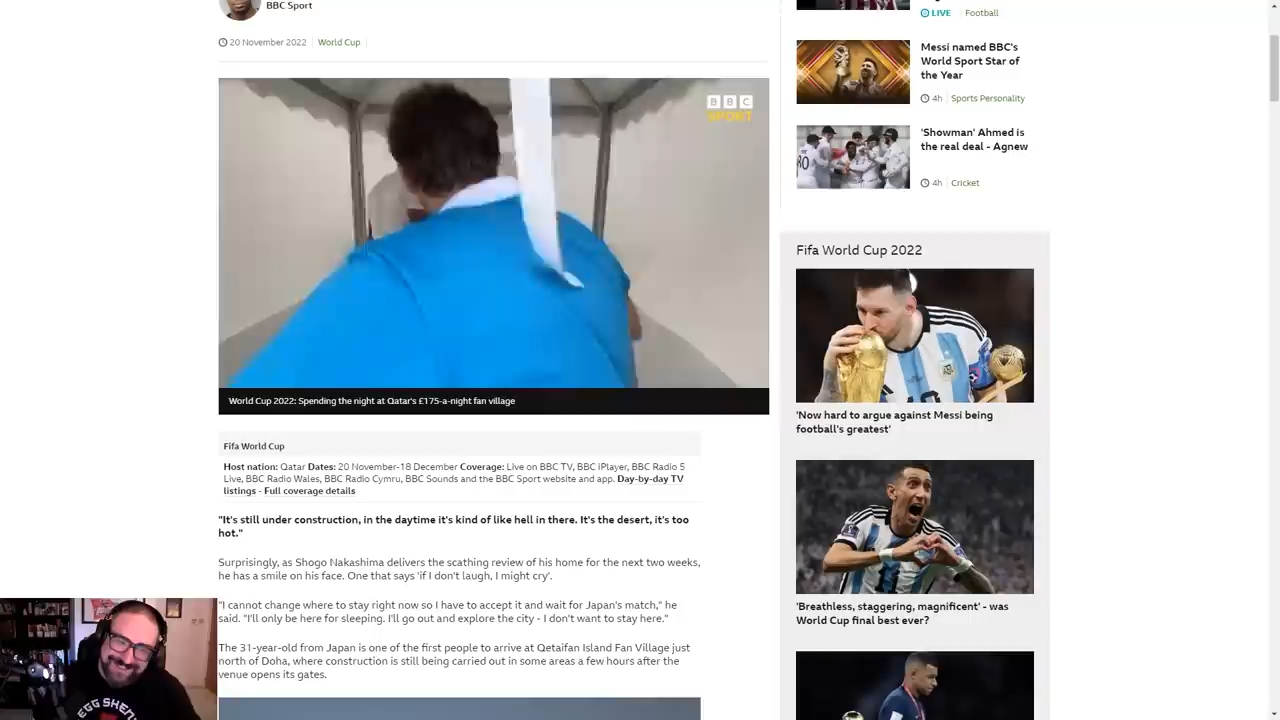 BBC Sport
20 November 2022
World Cup
BBC
SPORT
World Cup 2022: Spending the night at Qatar's £175-a-night fan village
Fifa World Cup
Host nation: Qatar Dates: 20 November-18 December Coverage: Live on BBC TV, BBC iPlayer, BBC Radio 5
Live, BBC Radio Wales, BBC Radio Cymru, BBC Sounds and the BBC Sport website and app. Day-by-day TV
listings - Full coverage details
"It's still under construction, in the daytime it's kind of like hell in there. It's the desert, it's too
hot."
Surprisingly, as Shogo Nakashima delivers the scathing review of his home for the next two weeks,
he has a smile on his face. One that says 'if I don't laugh, I might cry'.
"I cannot change where to stay right now so I have to accept it and wait for Japan's match," he
said. "I'll only be here for sleeping. I'll go out and explore the city - I don't want to stay here."
The 31-year-old from Japan is one of the first people to arrive at Qetaifan Island Fan Village just
north of Doha, where construction is still being carried out in some areas a few hours after the
venue opens its gates.
EGG SHEN
LIVE
Football
Messi named BBC's
World Sport Star of
the Year
4h
Sports Personality
'Showman' Ahmed is
the real deal - Agnew
4h
Cricket
Fifa World Cup 2022
'Now hard to argue against Messi being
football's greatest'
'Breathless, staggering, magnificent' - was
World Cup final best ever?